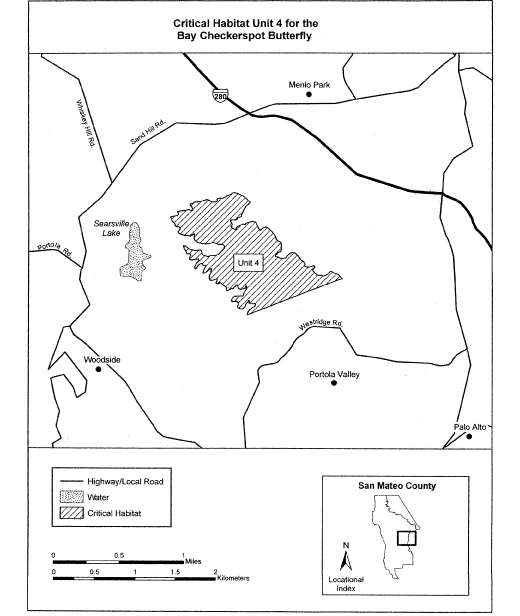 Critical Habitat Unit 4 for the
Bay Checkerspot Butterfly
280
Menlo Park
Whiskey Hill Rd.
Sand Hill Rd.
Searsville
Lake
Portola Rd.
Unit 4
Westridge Rd.
Woodside
Portola Valley
Palo Alto
Highway/Local Road
Water
Critical Habitat
0 0.5 1
Miles
0 0.5 1 1.5 2
Kilometers
San Mateo County
N
Locational
Index